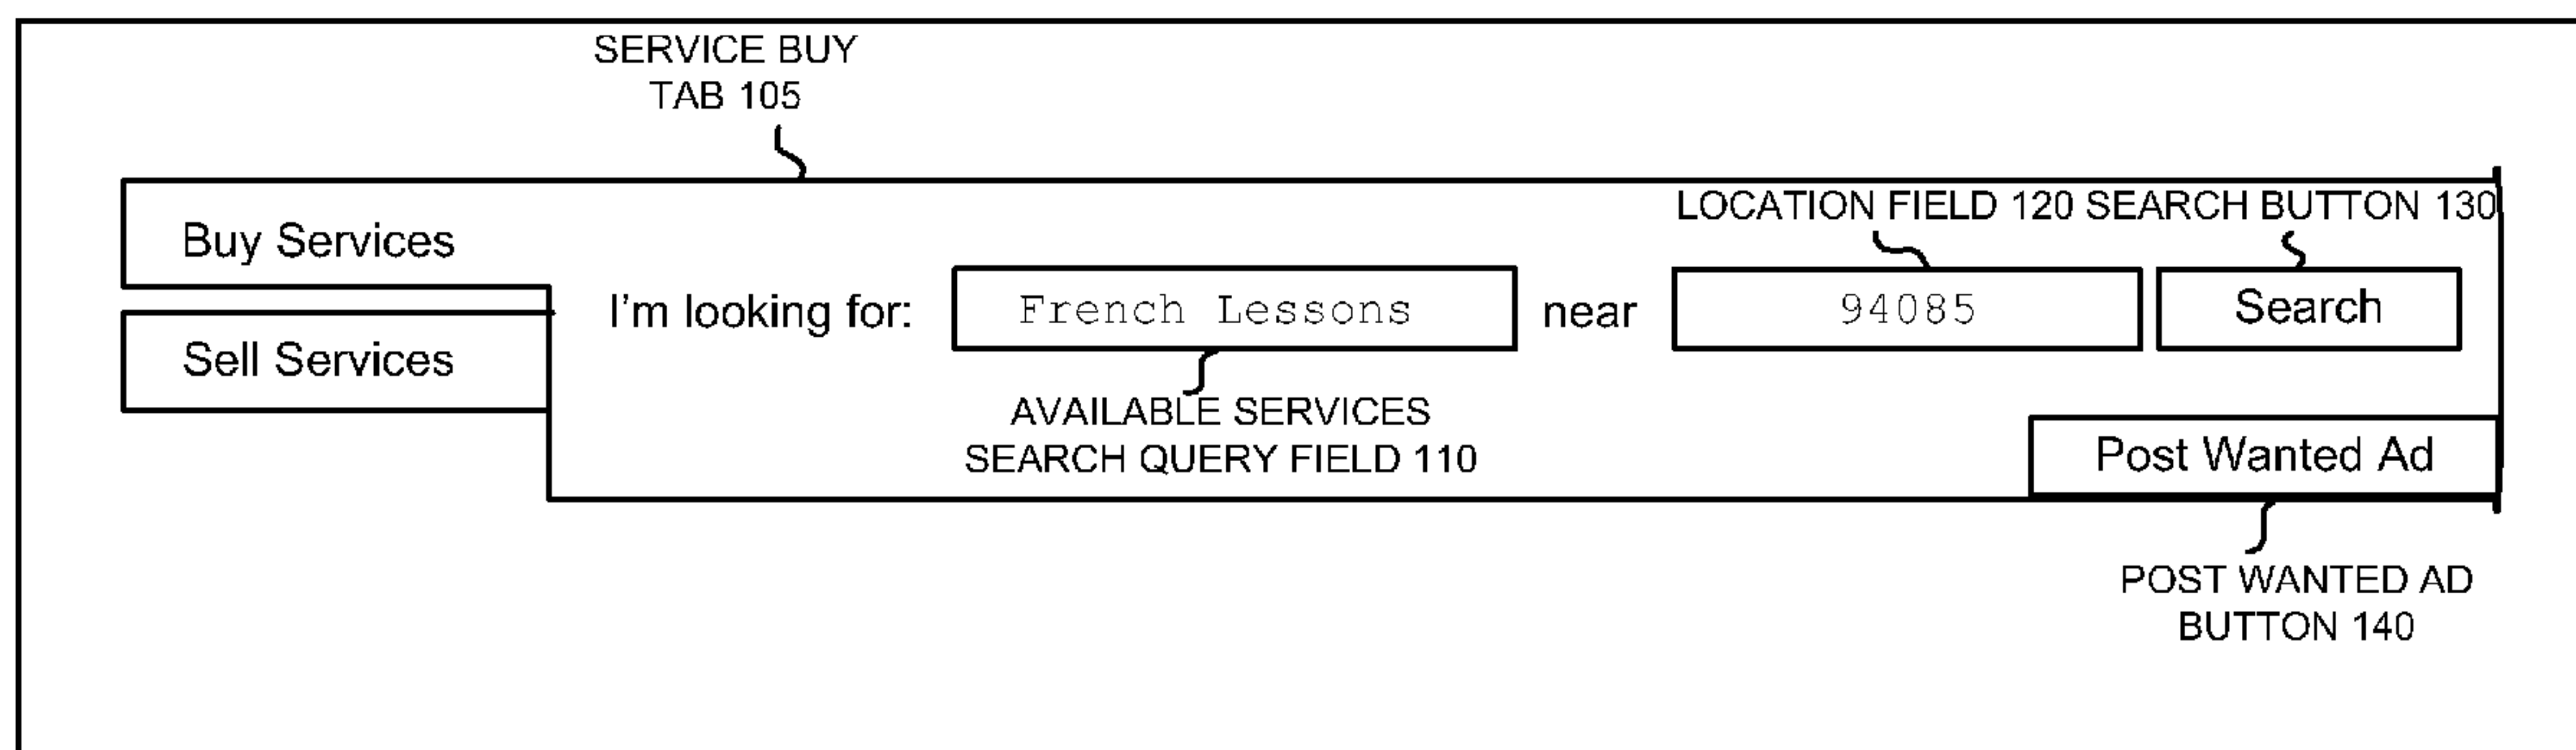 SERVICE BUY
TAB 105
LOCATION FIELD 120 SEARCH BUTTON 130
Buy Services
I'm looking for: French Lessons near 94085 Search
Sell Services
AVAILABLE SERVICES
SEARCH QUERY FIELD 110
Post Wanted Ad
POST WANTED AD
BUTTON 140